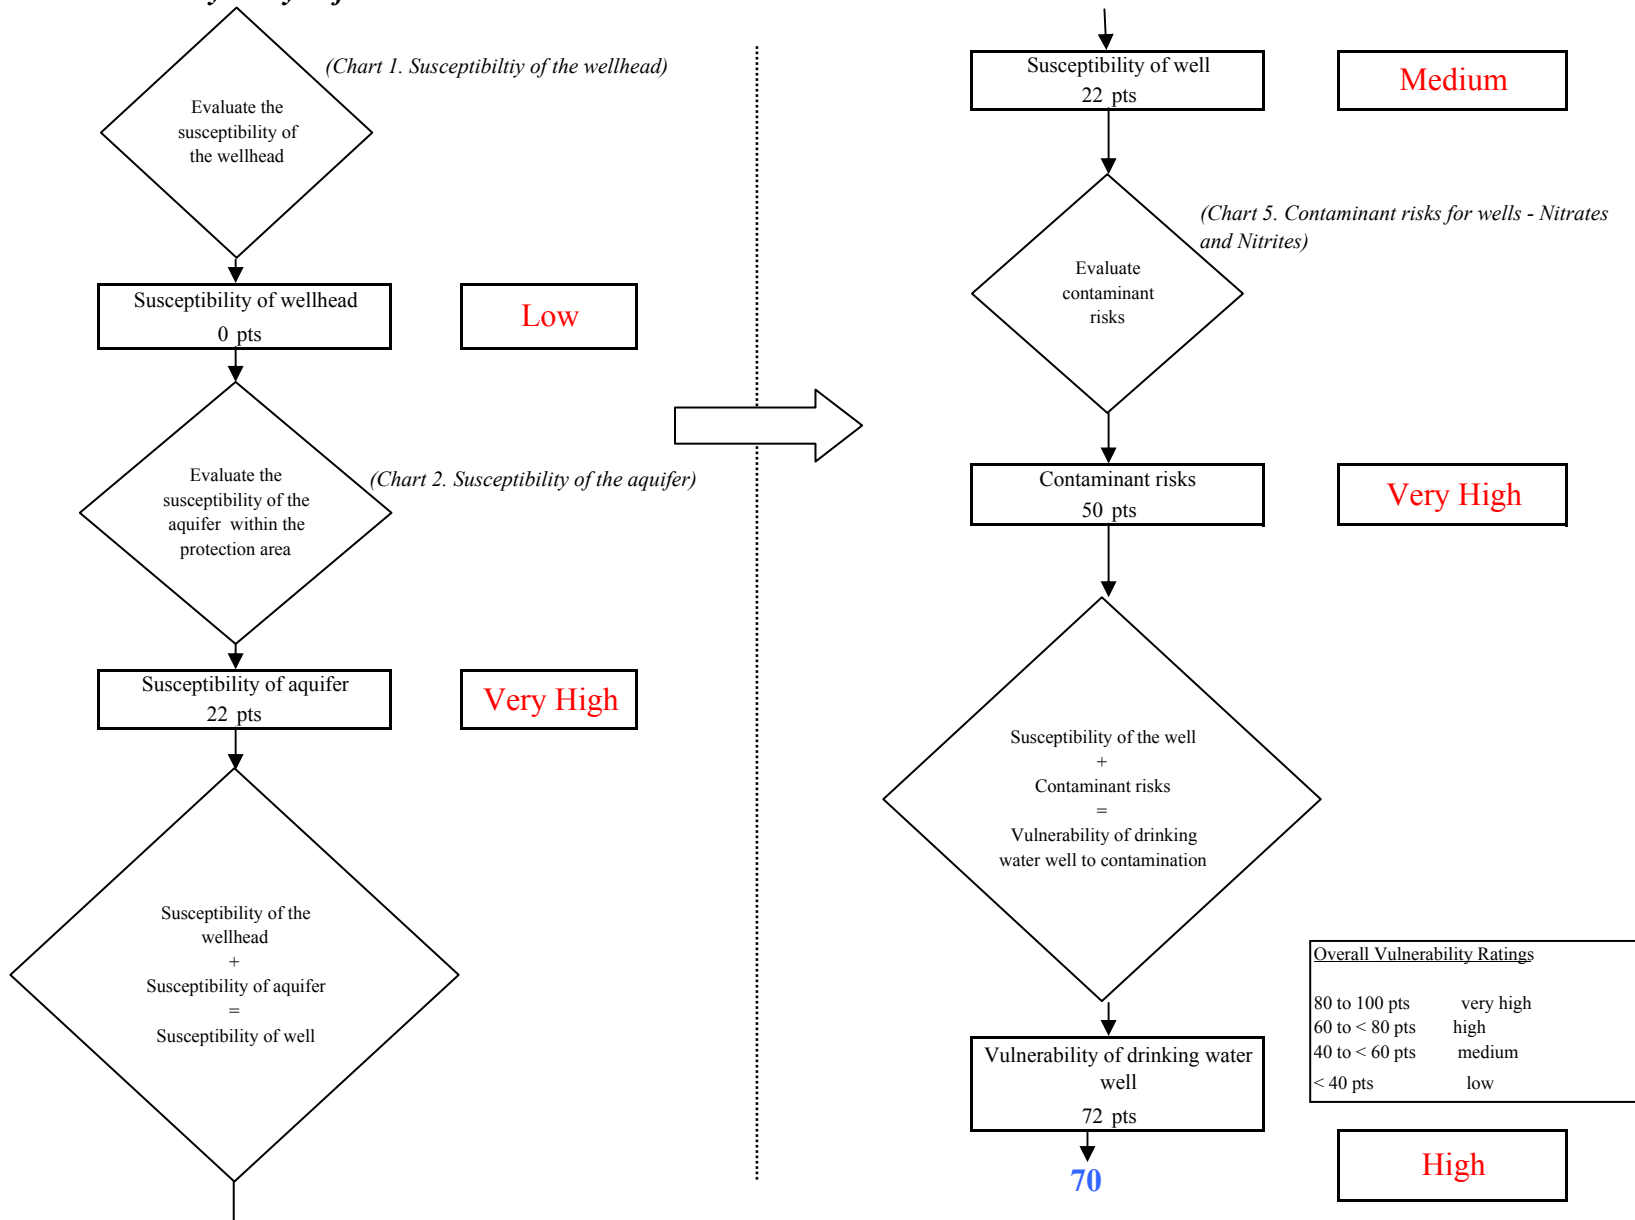 (Chart 1. Susceptibiltiy of the wellhead)
Evaluate the
susceptibility of
the wellhead
Susceptibility of wellhead
0 pts
Low
Evaluate the
susceptibility of the
aquifer within the
protection area
(Chart 2. Susceptibility of the aquifer)
Susceptibility of aquifer
22 pts
Very High
Susceptibility of the
wellhead
+
Susceptibility of aquifer
=
Susceptibility of well
Susceptibility of well
22 pts
Medium
(Chart 5. Contaminant risks for wells - Nitrates
and Nitrites)
Evaluate
contaminant
risks
Contaminant risks
50 pts
Very High
Susceptibility of the well
+
Contaminant risks
=
Vulnerability of drinking
water well to contamination
Overall Vulnerability Ratings
80 to 100 pts very high
60 to < 80 pts high
40 to < 60 pts medium
< 40 pts low
Vulnerability of drinking water
well
72 pts
70
High